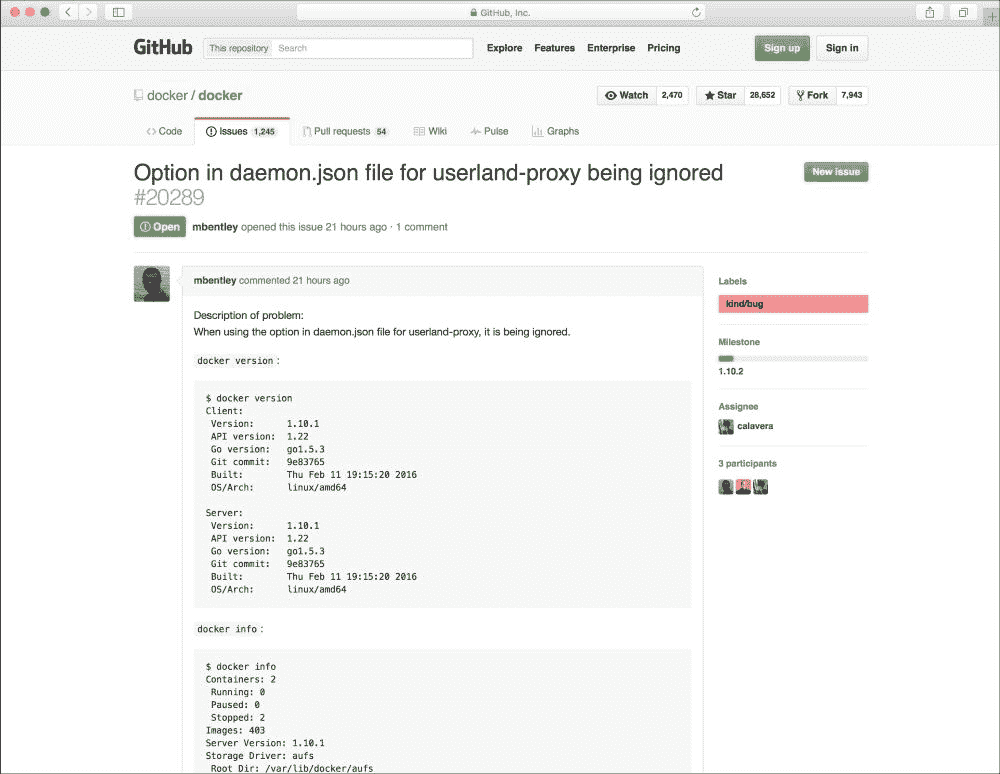 GitHub, Inc.
GitHub This repository Search Explore Features Enterprise Pricing Sign up Sign in
docker / docker Watch 2,470 Star 28,652 Fork 7,943
Code Issues 1,245 Pull requests 54 Wiki Pulse Graphs
Option in daemon.json file for userland-proxy being ignored New issue
#20289
Open mbentley opened this issue 21 hours ago · 1 comment
mbentley commented 21 hours ago
Description of problem:
When using the option in daemon.json file for userland-proxy, it is being ignored.
docker version :
$ docker version
Client:
Version: 1.10.1
API version: 1.22
Go version: go1.5.3
Git commit: 9e83765
Built: Thu Feb 11 19:15:20 2016
OS/Arch: linux/amd64
Server:
Version: 1.10.1
API version: 1.22
Go version: go1.5.3
Git commit: 9e83765
Built: Thu Feb 11 19:15:20 2016
OS/Arch: linux/amd64
docker info :
$ docker info
Containers: 2
Running: 0
Paused: 0
Stopped: 2
Images: 403
Server Version: 1.10.1
Storage Driver: aufs
Root Dir: /var/lib/docker/aufs
Labels
kind/bug
Milestone
1.10.2
Assignee
calavera
3 participants